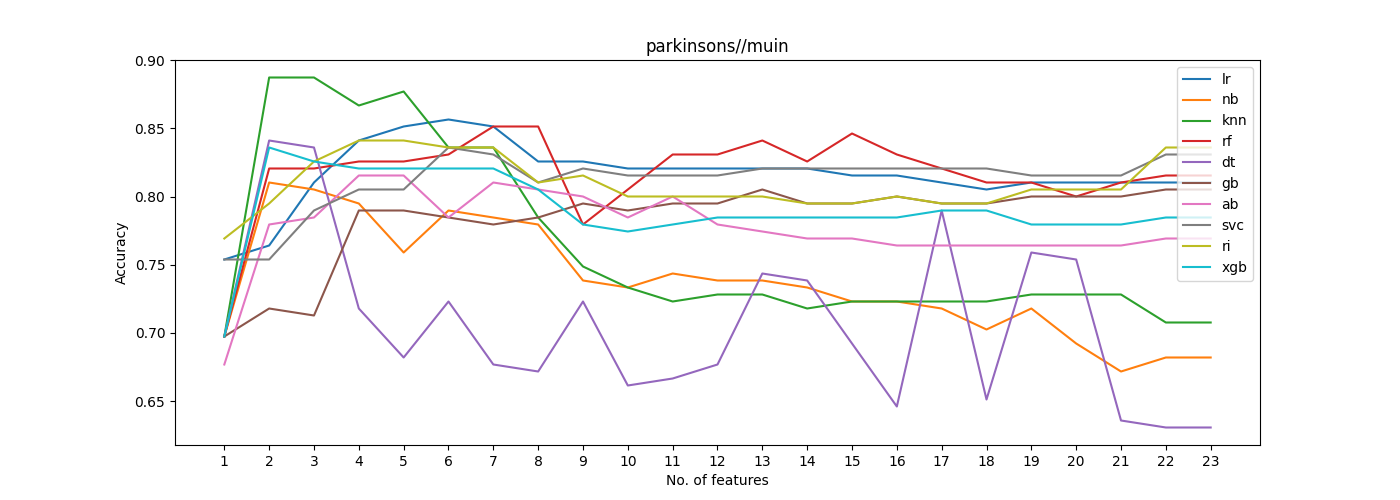 parkinsons//muin
Accuracy
0.90
0.85
0.80
0.75
0.70
0.65
1 2 3 4 5 6 7 8 9 10 11 12 13 14 15 16 17 18 19 20 21 22 23
No. of features
lr
nb
knn
rf
dt
gb
ab
svc
ri
xgb